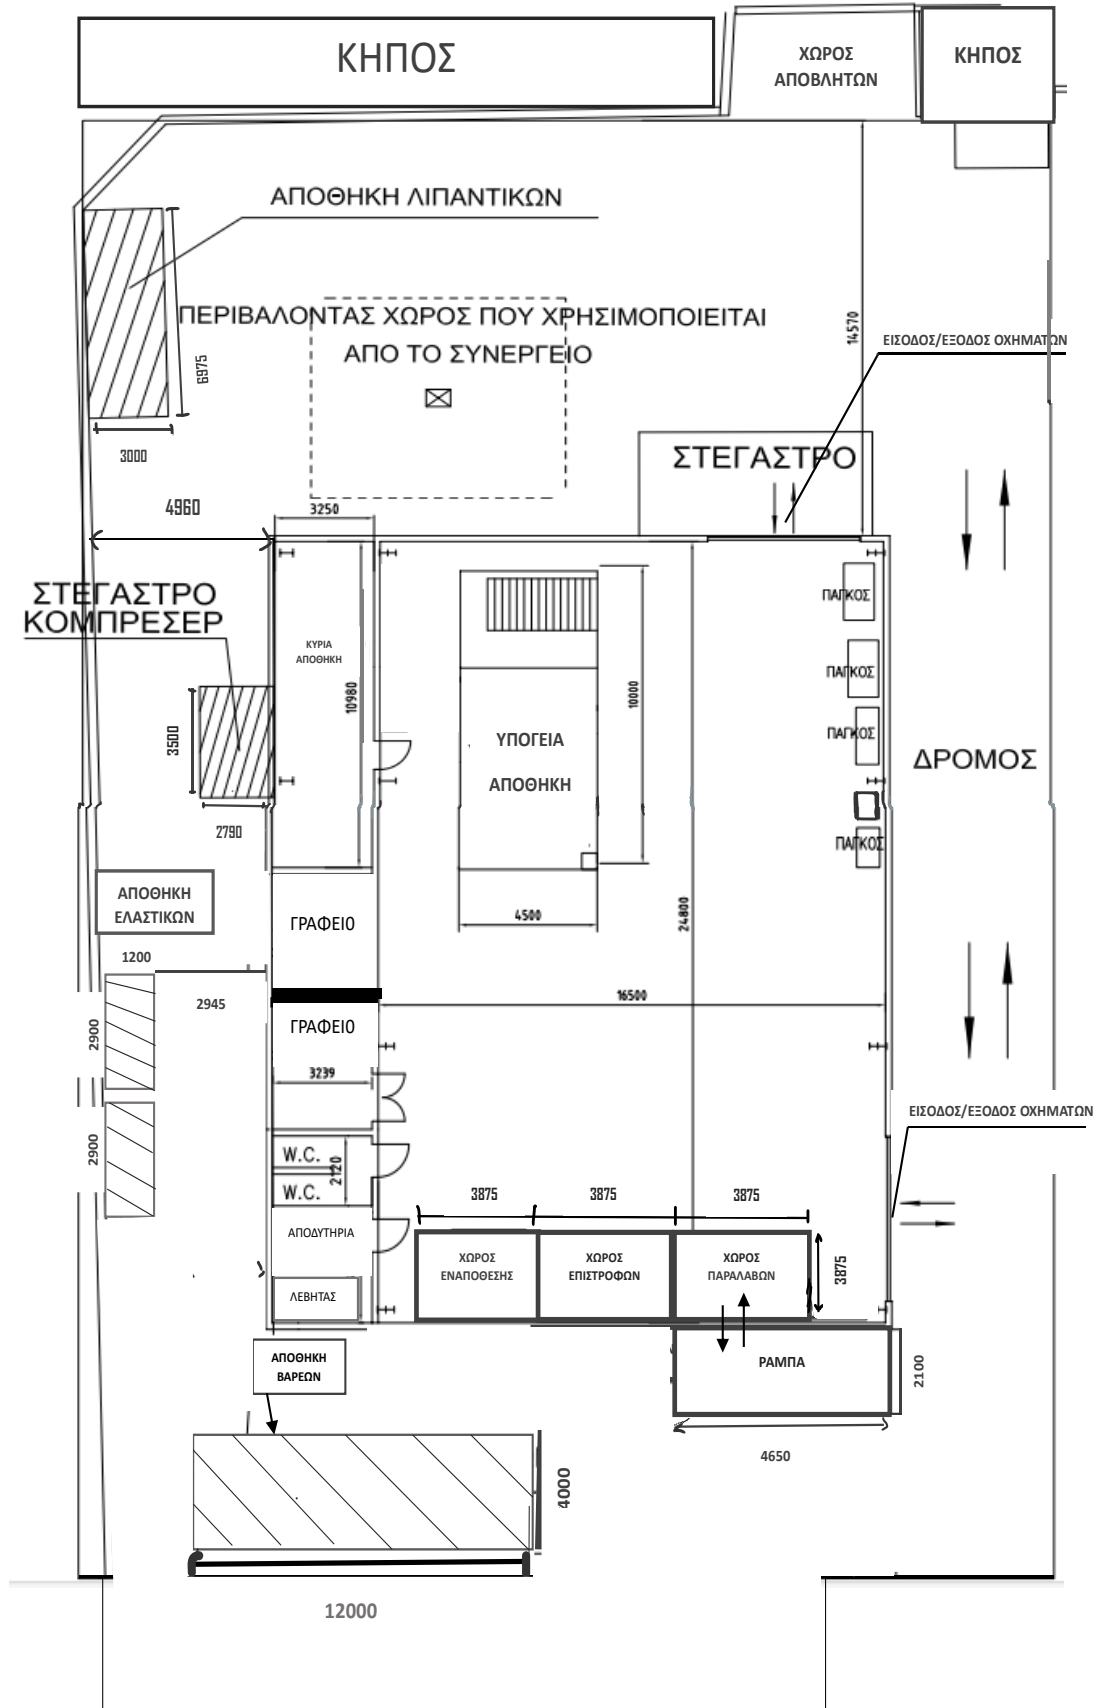 ΚΗΠΟΣ
ΧΩΡΟΣ
ΑΠΟΒΛΗΤΩΝ
ΚΗΠΟΣ
ΑΠΟΘΗΚΗ ΛΙΠΑΝΤΙΚΩΝ
ΠΕΡΙΒΑΛΟΝΤΑΣ ΧΩΡΟΣ ΠΟΥ ΧΡΗΣΙΜΟΠΟΙΕΙΤΑΙ
ΑΠΟ ΤΟ ΣΥΝΕΡΓΕΙΟ
14570
ΕΙΣΟΔΟΣ/ΕΞΟΔΟΣ ΟΧΗΜΑΤΩΝ
6975
3000
ΣΤΕΓΑΣΤΡΟ
4960
3250
ΣΤΕΓΑΣΤΡΟ
ΚΟΜΠΡΕΣΕΡ
ΠΑΓΚΟΣ
ΚΥΡΙΑ
ΑΠΟΘΗΚΗ
10980
10000
ΠΑΓΚΟΣ
3500
ΥΠΟΓΕΙΑ
ΑΠΟΘΗΚΗ
ΠΑΓΚΟΣ
ΔΡΟΜΟΣ
2790
ΠΑΓΚΟΣ
ΑΠΟΘΗΚΗ
ΕΛΑΣΤΙΚΩΝ
ΓΡΑΦΕΙΟ
4500
24800
1200
2945
16500
2900
ΓΡΑΦΕΙΟ
3239
ΕΙΣΟΔΟΣ/ΕΞΟΔΟΣ ΟΧΗΜΑΤΩΝ
2900
W.C.
2120
W.C.
3875
3875
3875
ΑΠΟΔΥΤΗΡΙΑ
ΧΩΡΟΣ
ΕΝΑΠΟΘΕΣΗΣ
ΧΩΡΟΣ
ΕΠΙΣΤΡΟΦΩΝ
ΧΩΡΟΣ
ΠΑΡΑΛΑΒΩΝ
3875
ΛΕΒΗΤΑΣ
ΑΠΟΘΗΚΗ
ΒΑΡΕΩΝ
ΡΑΜΠΑ
2100
4650
4000
12000